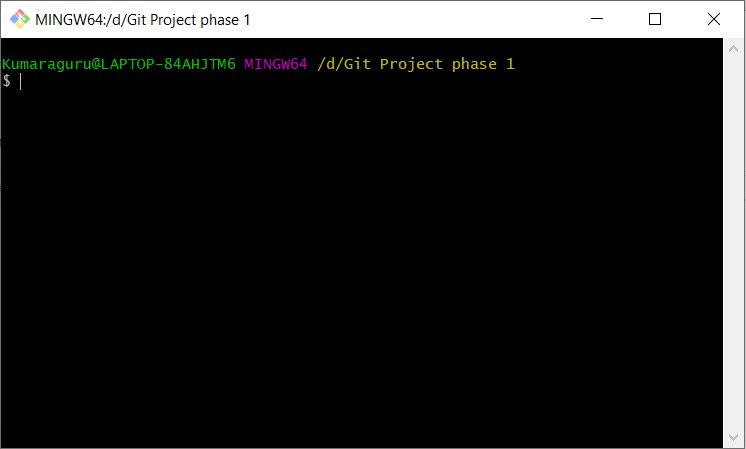 MINGW64:/d/Git Project phase 1
Kumaraguru@LAPTOP-84AHJTM6 MINGW64 /d/Git Project phase 1
$